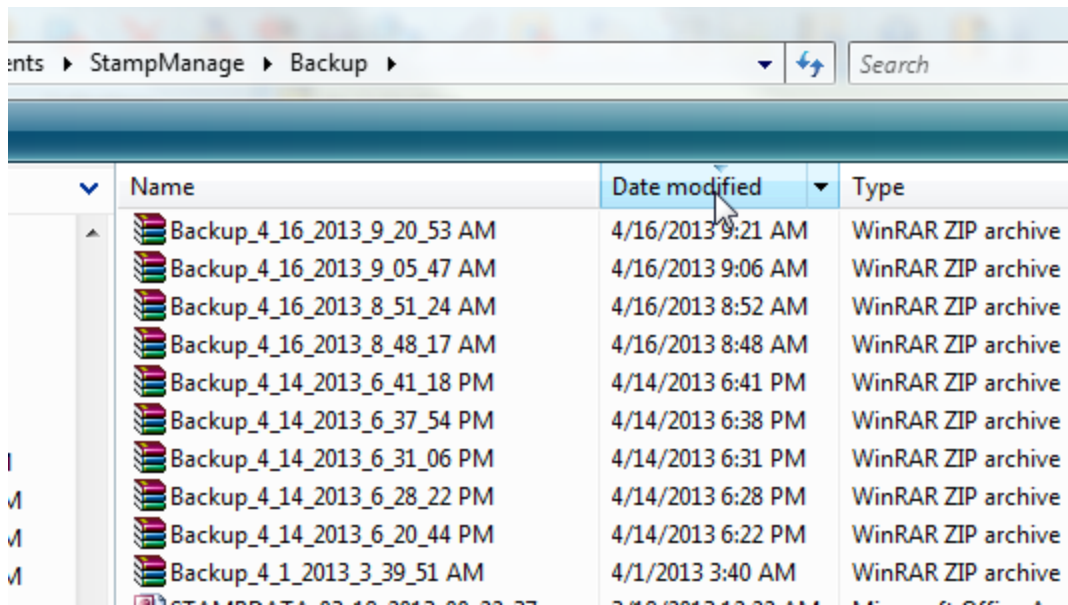 ents ▸ StampManage ▸ Backup ▸ Search
Name Date modified Type
Backup_4_16_2013_9_20_53 AM 4/16/2013 9:21 AM WinRAR ZIP archive
Backup_4_16_2013_9_05_47 AM 4/16/2013 9:06 AM WinRAR ZIP archive
Backup_4_16_2013_8_51_24 AM 4/16/2013 8:52 AM WinRAR ZIP archive
Backup_4_16_2013_8_48_17 AM 4/16/2013 8:48 AM WinRAR ZIP archive
Backup_4_14_2013_6_41_18 PM 4/14/2013 6:41 PM WinRAR ZIP archive
Backup_4_14_2013_6_37_54 PM 4/14/2013 6:38 PM WinRAR ZIP archive
Backup_4_14_2013_6_31_06 PM 4/14/2013 6:31 PM WinRAR ZIP archive
M Backup_4_14_2013_6_28_22 PM 4/14/2013 6:28 PM WinRAR ZIP archive
M Backup_4_14_2013_6_20_44 PM 4/14/2013 6:22 PM WinRAR ZIP archive
M Backup_4_1_2013_3_39_51 AM 4/1/2013 3:40 AM WinRAR ZIP archive